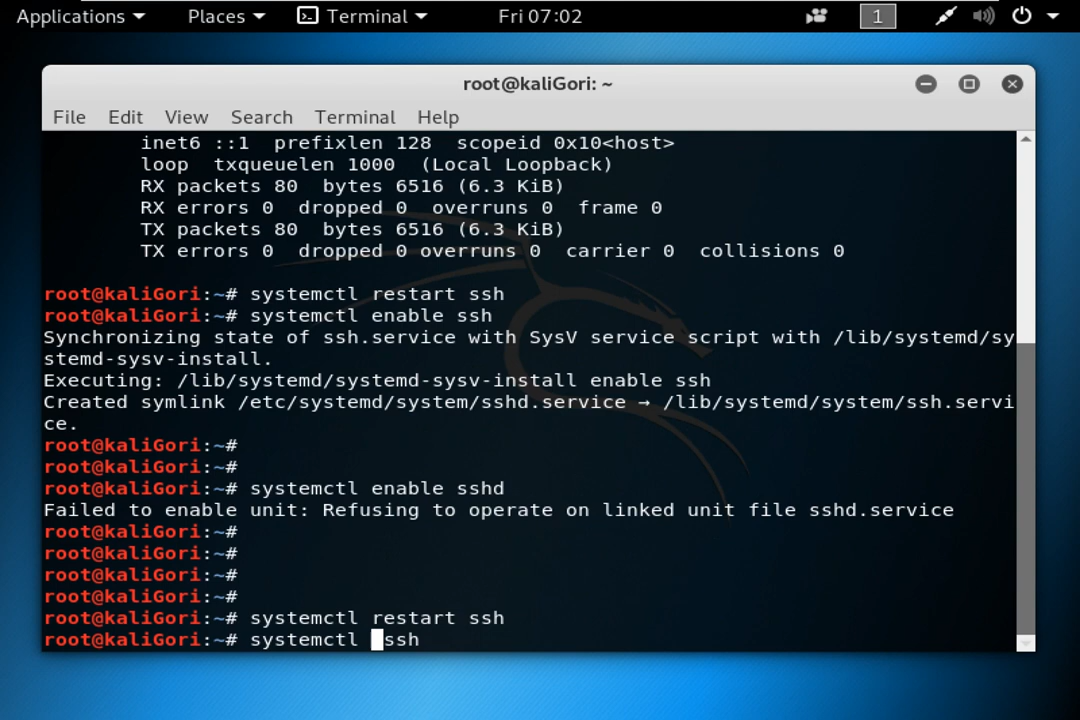 Applications Places Terminal Fri 07:02 1
root@kaliGori: ~
File Edit View Search Terminal Help
inet6 ::1 prefixlen 128 scopeid 0x10<host>
loop txqueuelen 1000 (Local Loopback)
RX packets 80 bytes 6516 (6.3 KiB)
RX errors 0 dropped 0 overruns 0 frame 0
TX packets 80 bytes 6516 (6.3 KiB)
TX errors 0 dropped 0 overruns 0 carrier 0 collisions 0
root@kaliGori:~# systemctl restart ssh
root@kaliGori:~# systemctl enable ssh
Synchronizing state of ssh.service with SysV service script with /lib/systemd/sy
stemd-sysv-install.
Executing: /lib/systemd/systemd-sysv-install enable ssh
Created symlink /etc/systemd/system/sshd.service → /lib/systemd/system/ssh.servi
ce.
root@kaliGori:~#
root@kaliGori:~#
root@kaliGori:~# systemctl enable sshd
Failed to enable unit: Refusing to operate on linked unit file sshd.service
root@kaliGori:~#
root@kaliGori:~#
root@kaliGori:~#
root@kaliGori:~#
root@kaliGori:~# systemctl restart ssh
root@kaliGori:~# systemctl ssh